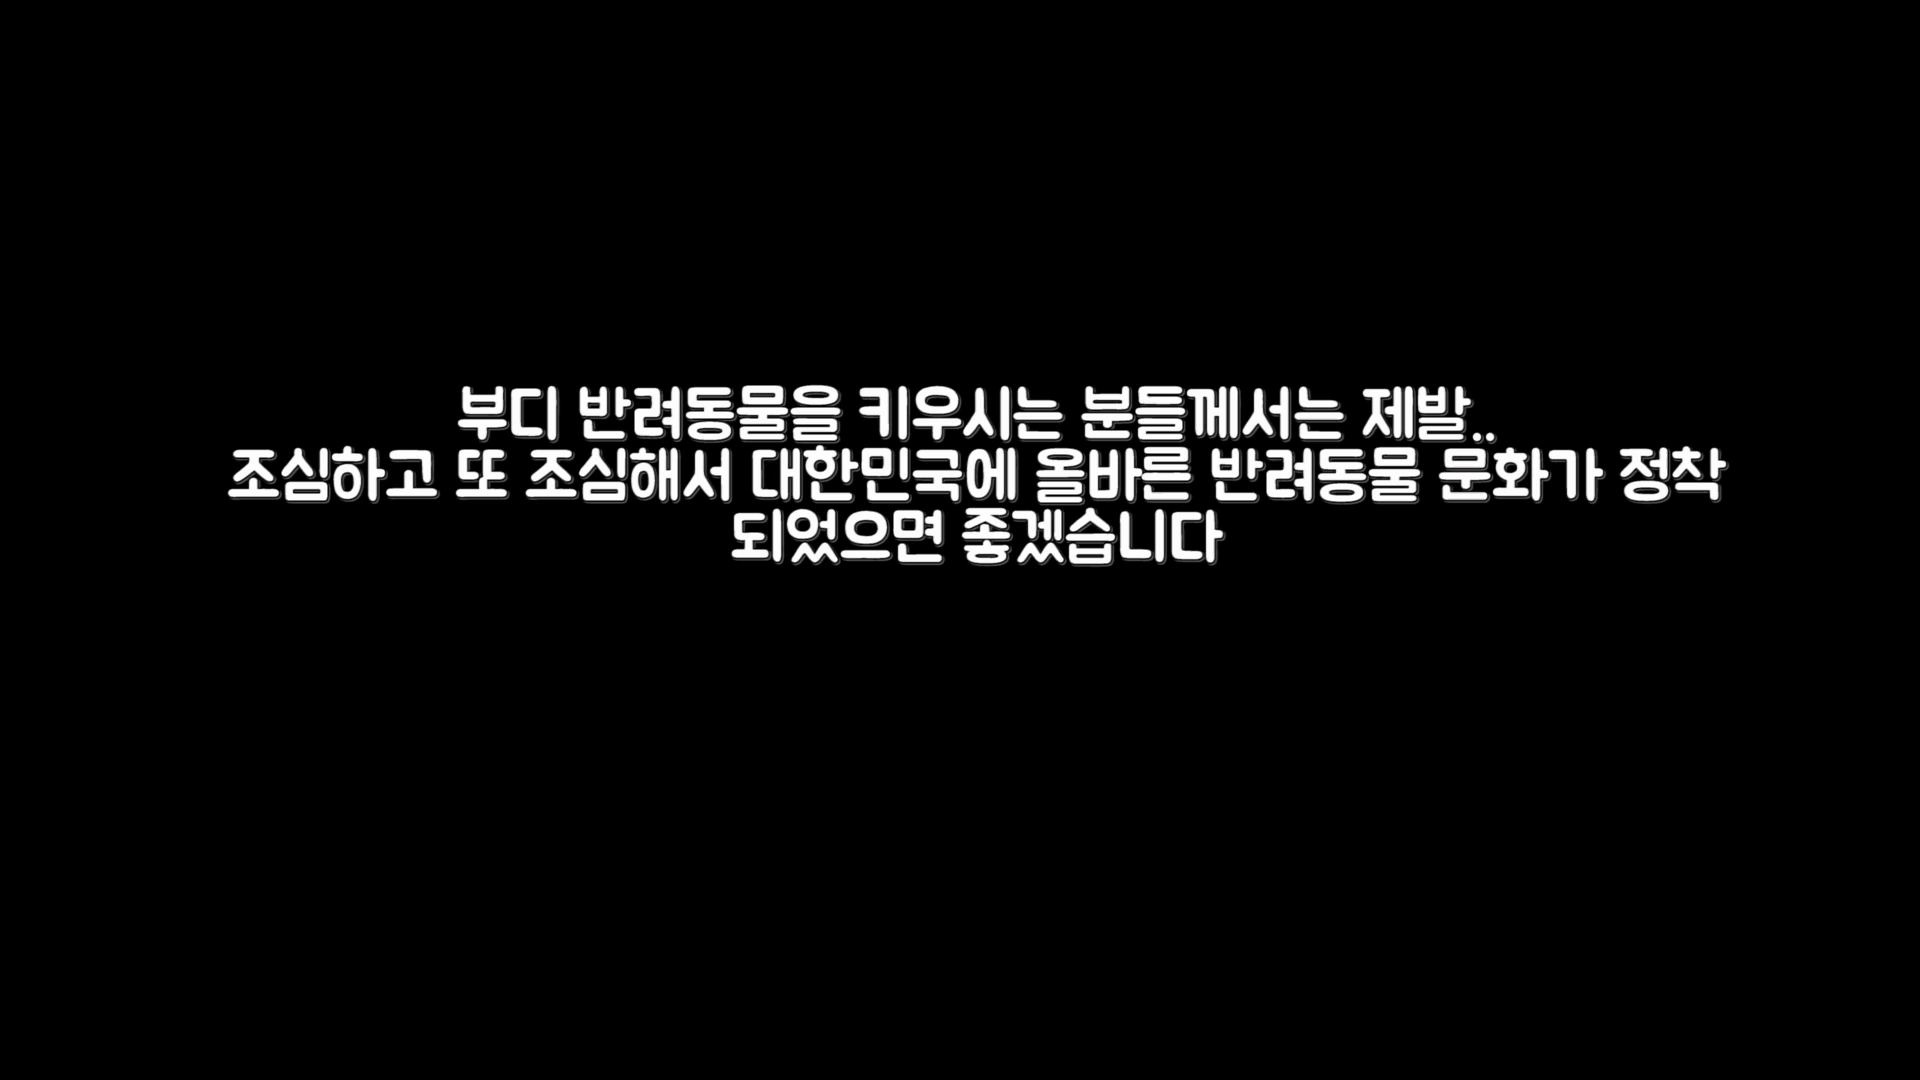 부디 반려동물을 키우시는 분들께서는 제발..
조심하고 또 조심해서 대한민국에 올바른 반려동물 문화가 정착
되었으면 좋겠습니다